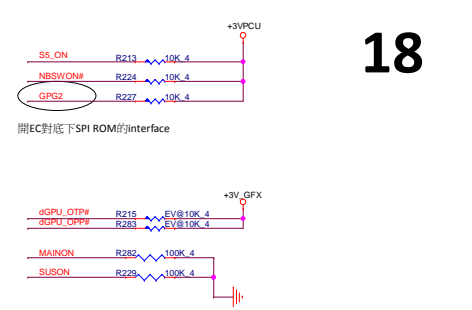 +3VPCU
18
S5_ON R213 10K_4
NBSWON# R224 10K_4
GPG2 R227 10K_4
開EC對底下SPI ROM的interface
+3V_GFX
dGPU_OTP# R215 EV@10K_4
dGPU_OPP# R283 EV@10K_4
MAINON R282 100K_4
SUSON R229 100K_4